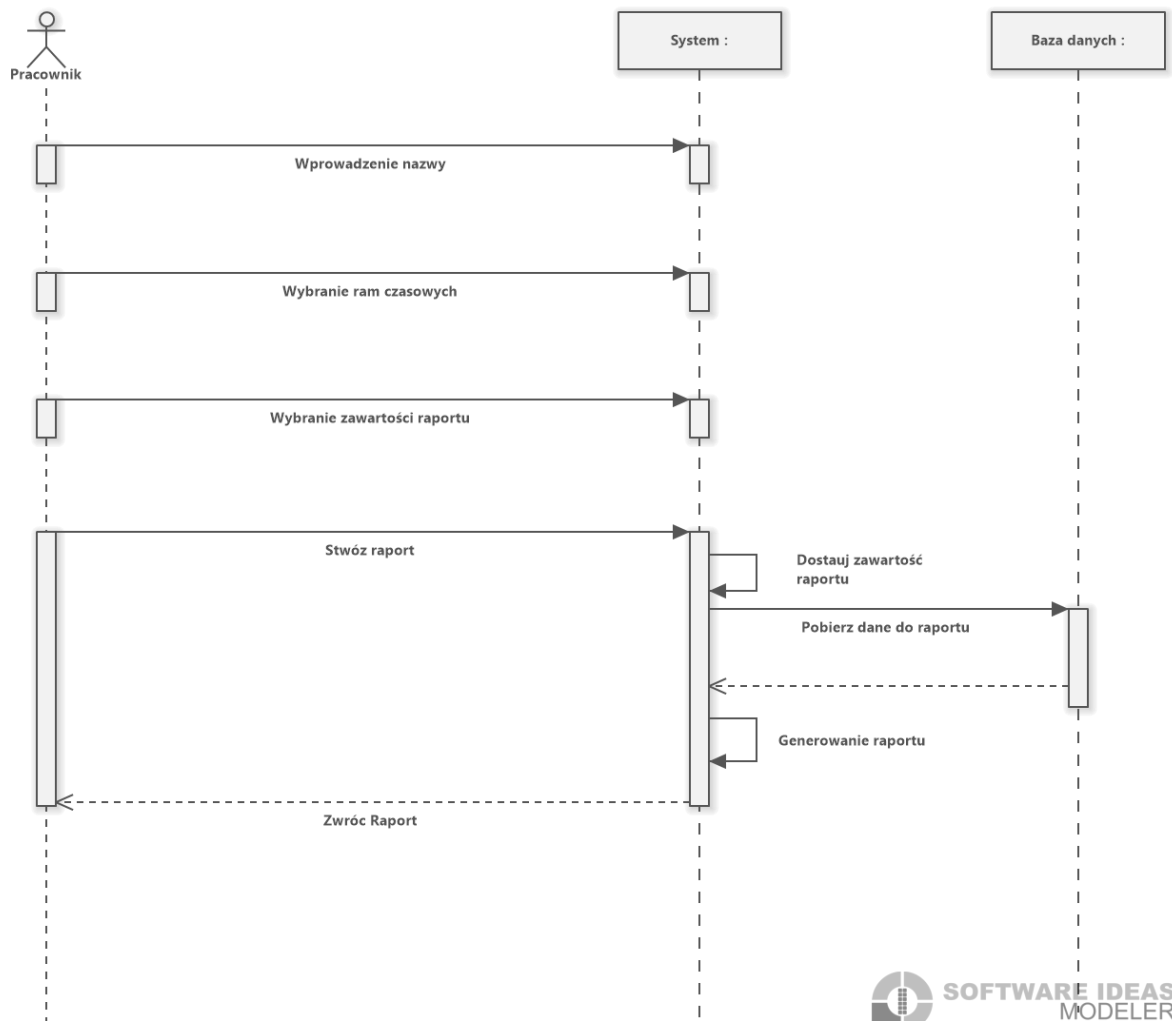 Pracownik
System :
Baza danych :
Wprowadzenie nazwy
Wybranie ram czasowych
Wybranie zawartości raportu
Stwóz raport
Dostauj zawartość
raportu
Pobierz dane do raportu
Generowanie raportu
Zwróc Raport
SOFTWARE IDEAS
MODELER